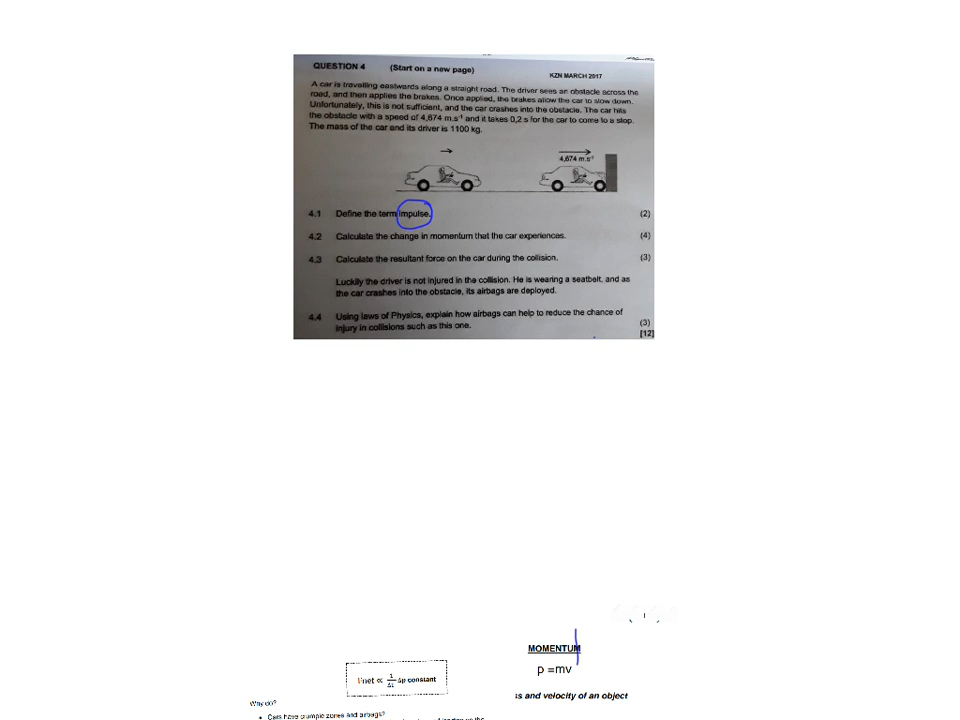 QUESTION 4 (Start on a new page)
KZN MARCH 2017
A car is travelling eastwards along a straight road. The driver sees an obstacle across the
road, and then applies the brakes. Once applied, the brakes allow the car to slow down.
Unfortunately, this is not sufficient, and the car crashes into the obstacle. The car hits
the obstacle with a speed of 4,674 m.s⁻¹ and it takes 0,2 s for the car to come to a stop.
The mass of the car and its driver is 1100 kg.
4,674 m.s⁻¹
4.1 Define the term impulse. (2)
4.2 Calculate the change in momentum that the car experiences. (4)
4.3 Calculate the resultant force on the car during the collision. (3)
Luckily the driver is not injured in the collision. He is wearing a seatbelt, and as
the car crashes into the obstacle, its airbags are deployed.
4.4 Using laws of Physics, explain how airbags can help to reduce the chance of
injury in collisions such as this one. (3)
[12]
MOMENTUM
p =mv
Fnet ∝ 1/Δt Δp constant
ss and velocity of an object
Why do?
• Cars have crumple zones and airbags?